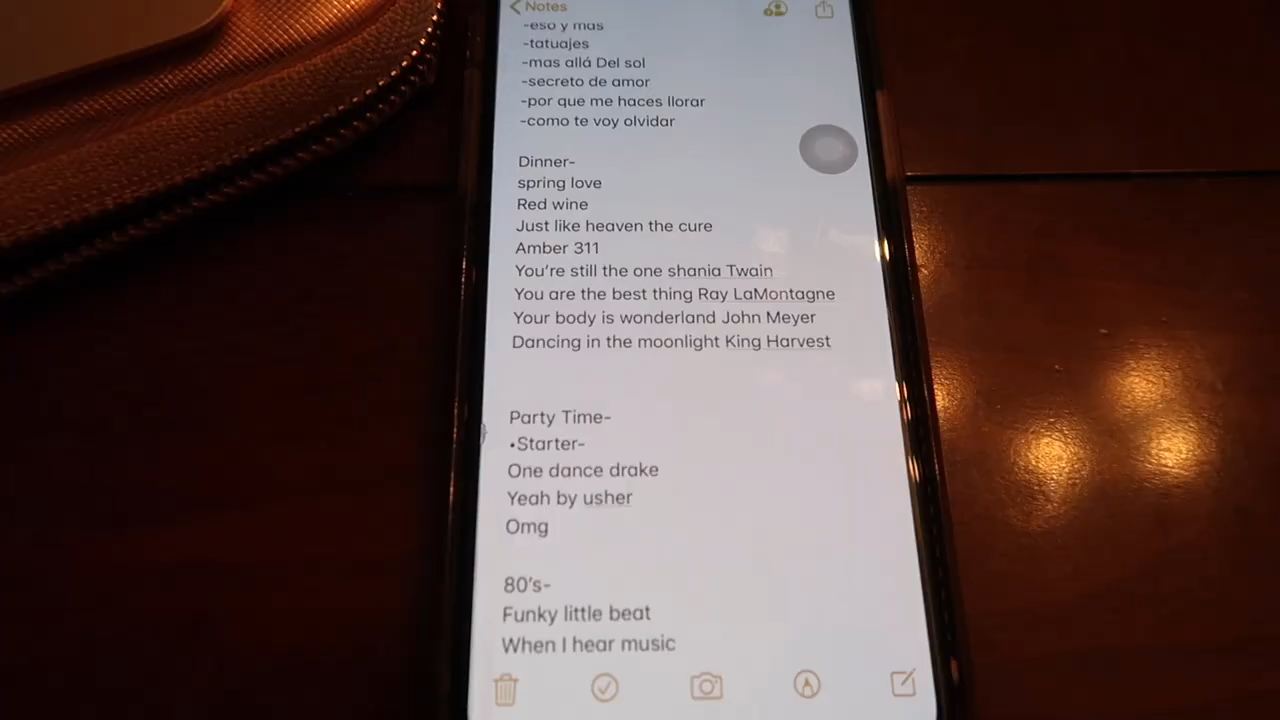 Notes
-eso y mas
-tatuajes
-mas allá Del sol
-secreto de amor
-por que me haces llorar
-como te voy olvidar
Dinner-
spring love
Red wine
Just like heaven the cure
Amber 311
You're still the one shania Twain
You are the best thing Ray LaMontagne
Your body is wonderland John Meyer
Dancing in the moonlight King Harvest
Party Time-
•Starter-
One dance drake
Yeah by usher
Omg
80's-
Funky little beat
When I hear music